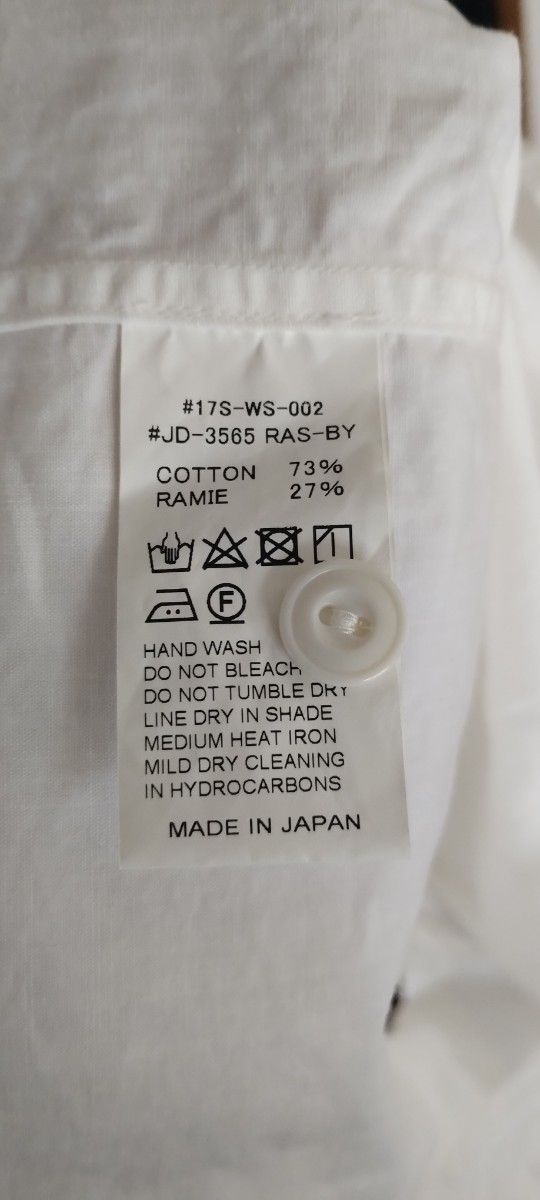 #17S-WS-002
#JD-3565 RAS-BY
COTTON 73%
RAMIE 27%
F
HAND WASH
DO NOT BLEACH
DO NOT TUMBLE DRY
LINE DRY IN SHADE
MEDIUM HEAT IRON
MILD DRY CLEANING
IN HYDROCARBONS
MADE IN JAPAN